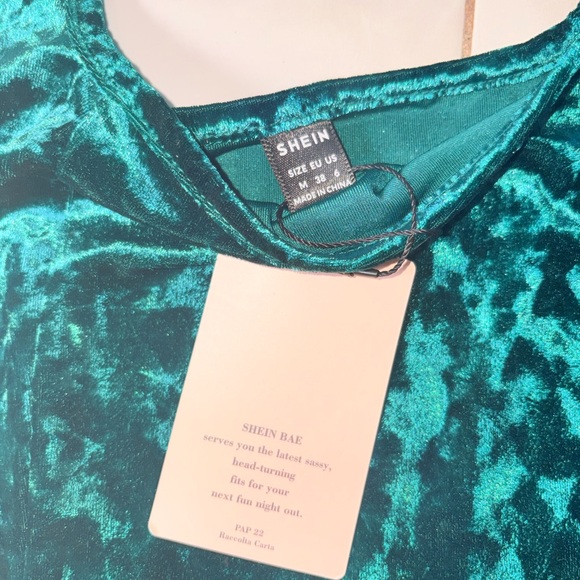 SHEIN
SIZE EU US
M 38 6
MADE IN CHINA
SHEIN BAE
serves you the latest sassy,
head-turning
fits for your
next fun night out.
PAP 22
Raccolta Carta